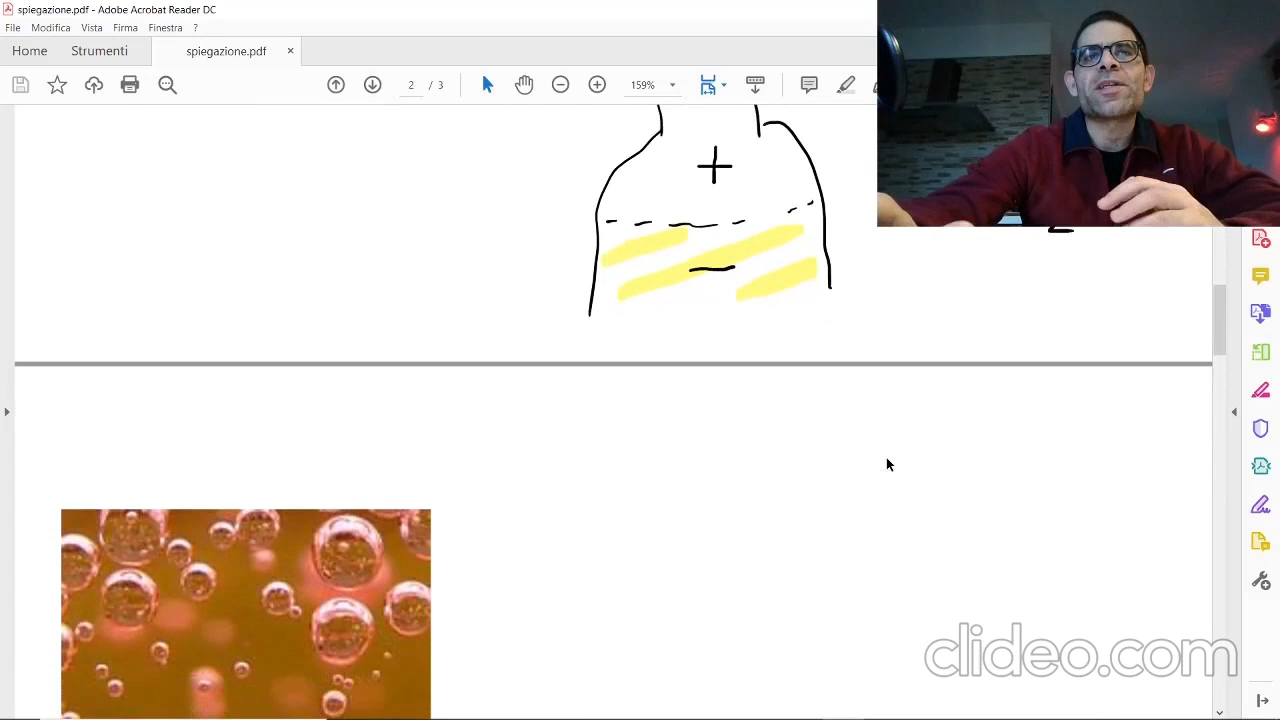 spiegazione.pdf - Adobe Acrobat Reader DC
File Modifica Vista Firma Finestra ?
Home Strumenti spiegazione.pdf ×
/ 3 159%
+
−
clideo.com